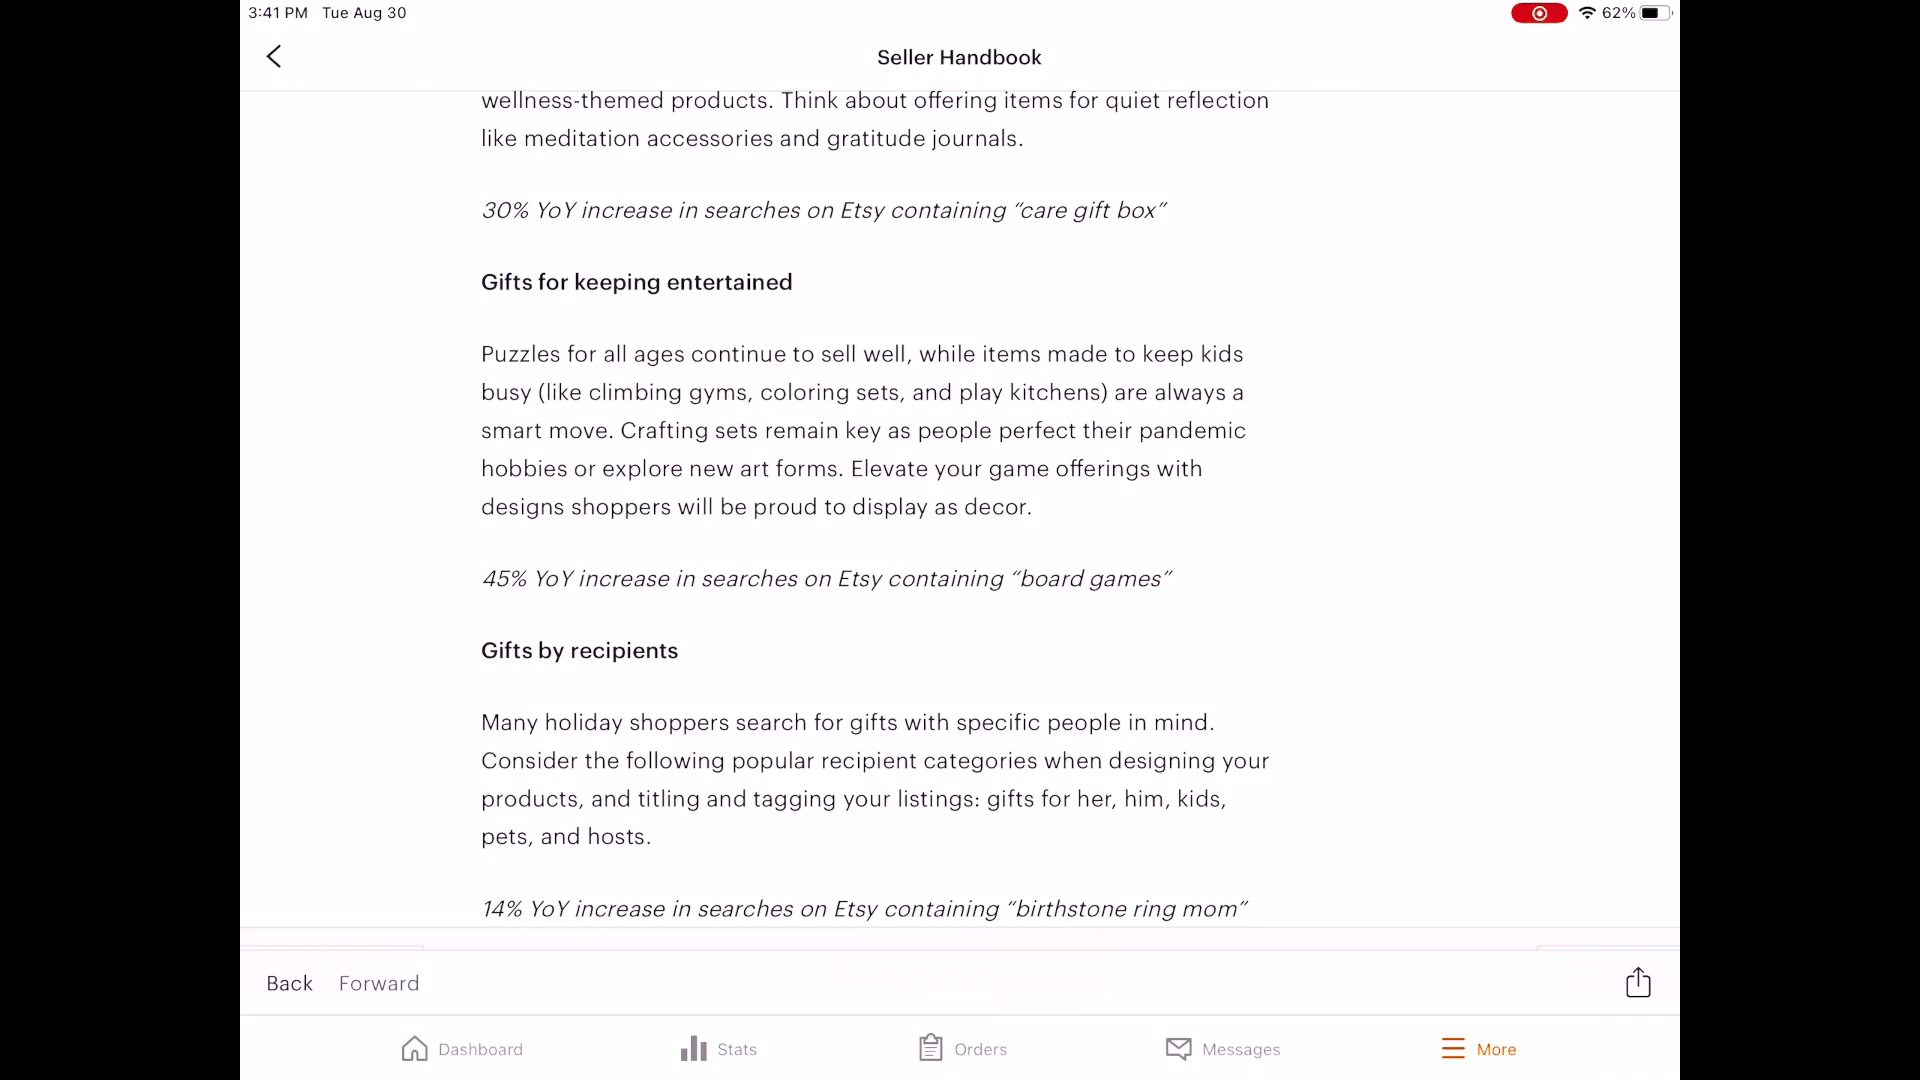 3:41 PM Tue Aug 30
62%
Seller Handbook
wellness-themed products. Think about offering items for quiet reflection
like meditation accessories and gratitude journals.
30% YoY increase in searches on Etsy containing “care gift box”
Gifts for keeping entertained
Puzzles for all ages continue to sell well, while items made to keep kids
busy (like climbing gyms, coloring sets, and play kitchens) are always a
smart move. Crafting sets remain key as people perfect their pandemic
hobbies or explore new art forms. Elevate your game offerings with
designs shoppers will be proud to display as decor.
45% YoY increase in searches on Etsy containing “board games”
Gifts by recipients
Many holiday shoppers search for gifts with specific people in mind.
Consider the following popular recipient categories when designing your
products, and titling and tagging your listings: gifts for her, him, kids,
pets, and hosts.
14% YoY increase in searches on Etsy containing “birthstone ring mom”
Back Forward
Dashboard Stats Orders Messages More